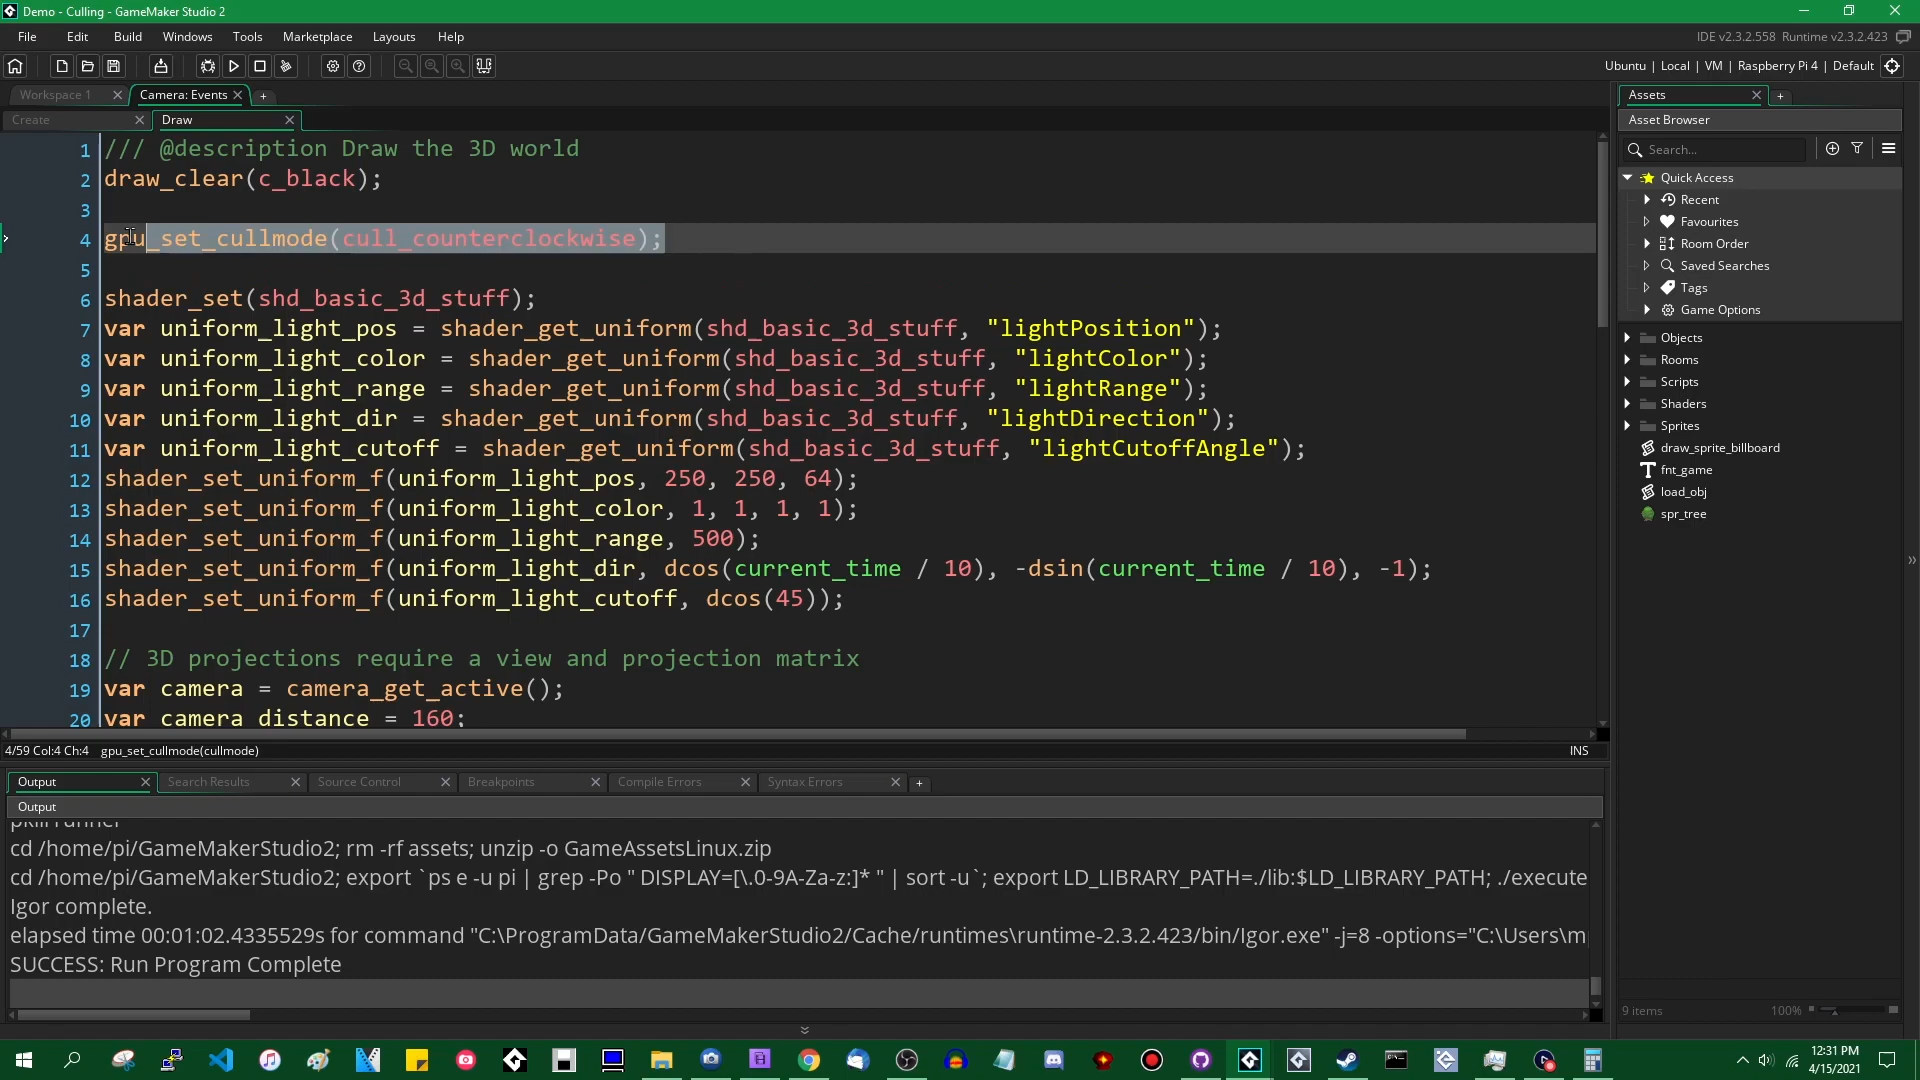 Demo - Culling - GameMaker Studio 2
File Edit Build Windows Tools Marketplace Layouts Help
IDE v2.3.2.558 Runtime v2.3.2.423
Ubuntu | Local | VM | Raspberry Pi 4 | Default
Workspace 1
Camera: Events
Create
Draw
1 /// @description Draw the 3D world
2 draw_clear(c_black);
3
4 gpu_set_cullmode(cull_counterclockwise);
5
6 shader_set(shd_basic_3d_stuff);
7 var uniform_light_pos = shader_get_uniform(shd_basic_3d_stuff, "lightPosition");
8 var uniform_light_color = shader_get_uniform(shd_basic_3d_stuff, "lightColor");
9 var uniform_light_range = shader_get_uniform(shd_basic_3d_stuff, "lightRange");
10 var uniform_light_dir = shader_get_uniform(shd_basic_3d_stuff, "lightDirection");
11 var uniform_light_cutoff = shader_get_uniform(shd_basic_3d_stuff, "lightCutoffAngle");
12 shader_set_uniform_f(uniform_light_pos, 250, 250, 64);
13 shader_set_uniform_f(uniform_light_color, 1, 1, 1, 1);
14 shader_set_uniform_f(uniform_light_range, 500);
15 shader_set_uniform_f(uniform_light_dir, dcos(current_time / 10), -dsin(current_time / 10), -1);
16 shader_set_uniform_f(uniform_light_cutoff, dcos(45));
17
18 // 3D projections require a view and projection matrix
19 var camera = camera_get_active();
20 var camera_distance = 160;
4/59 Col:4 Ch:4 gpu_set_cullmode(cullmode)
INS
Output
Search Results
Source Control
Breakpoints
Compile Errors
Syntax Errors
Output
pkill runner
cd /home/pi/GameMakerStudio2; rm -rf assets; unzip -o GameAssetsLinux.zip
cd /home/pi/GameMakerStudio2; export `ps e -u pi | grep -Po " DISPLAY=[\.0-9A-Za-z:]* " | sort -u`; export LD_LIBRARY_PATH=./lib:$LD_LIBRARY_PATH; ./execute
Igor complete.
elapsed time 00:01:02.4335529s for command "C:\ProgramData/GameMakerStudio2/Cache/runtimes\runtime-2.3.2.423/bin/Igor.exe" -j=8 -options="C:\Users\m
SUCCESS: Run Program Complete
Assets
Asset Browser
Search...
Quick Access
Recent
Favourites
Room Order
Saved Searches
Tags
Game Options
Objects
Rooms
Scripts
Shaders
Sprites
draw_sprite_billboard
fnt_game
load_obj
spr_tree
9 items
100%
12:31 PM
4/15/2021